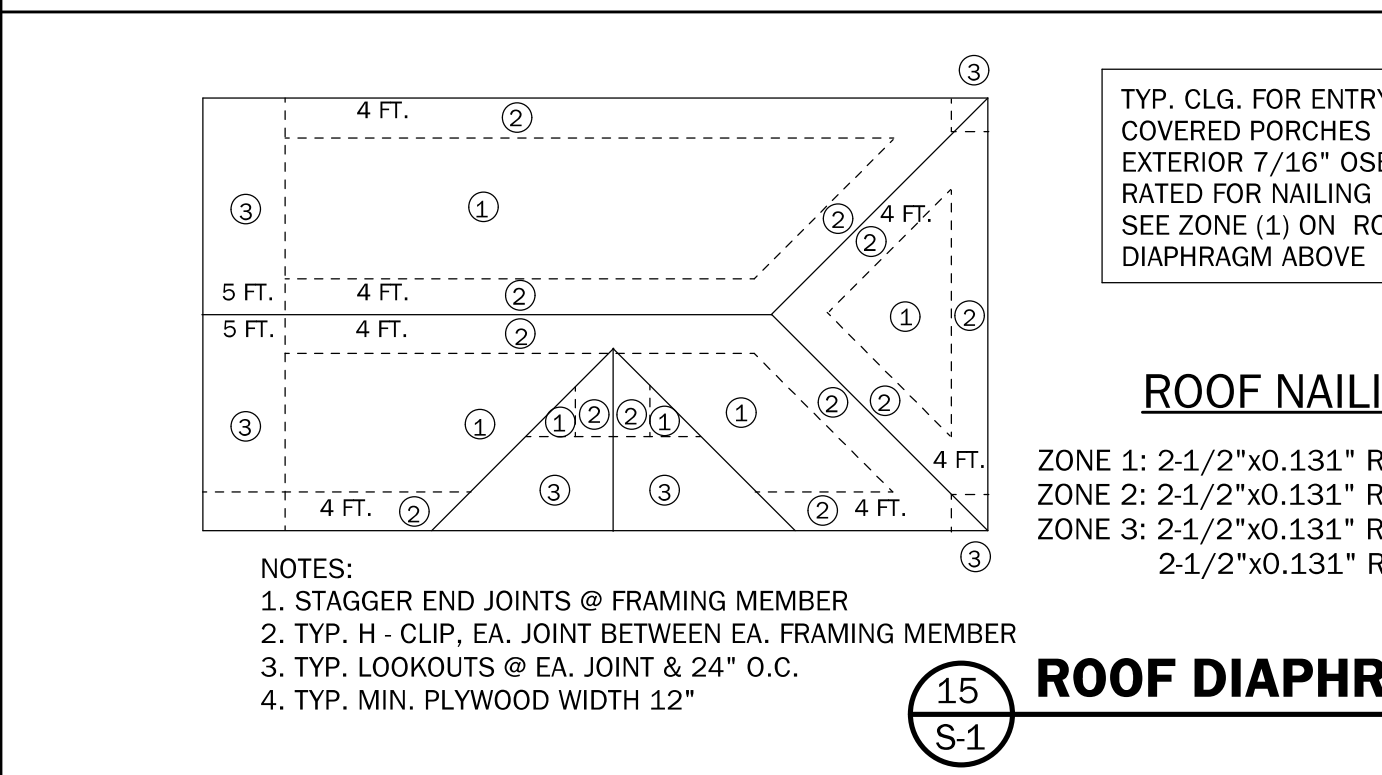 3
4 FT.
2
3
1
2
4 FT.
2
5 FT.
4 FT.
2
1
2
5 FT.
4 FT.
2
3
1
1
2
2
1
1
2
2
4 FT.
3
3
4 FT.
2
2
4 FT.
3
TYP. CLG. FOR ENTRY
COVERED PORCHES
EXTERIOR 7/16" OSB
RATED FOR NAILING
SEE ZONE (1) ON RO
DIAPHRAGM ABOVE
ROOF NAILI
ZONE 1: 2-1/2"x0.131" R
ZONE 2: 2-1/2"x0.131" R
ZONE 3: 2-1/2"x0.131" R
2-1/2"x0.131" R
NOTES:
1. STAGGER END JOINTS @ FRAMING MEMBER
2. TYP. H - CLIP, EA. JOINT BETWEEN EA. FRAMING MEMBER
3. TYP. LOOKOUTS @ EA. JOINT & 24" O.C.
4. TYP. MIN. PLYWOOD WIDTH 12"
15
S-1
ROOF DIAPHR